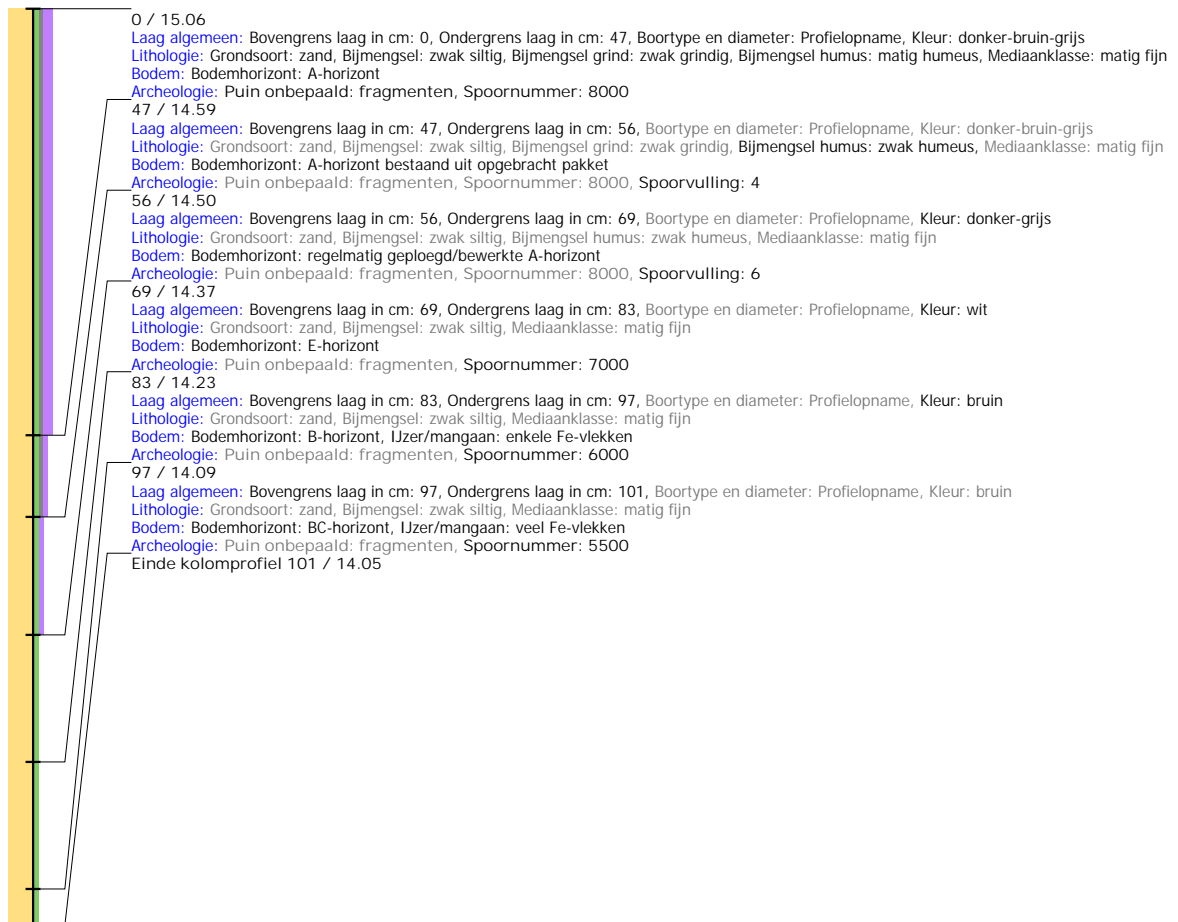 0 / 15.06
Laag algemeen: Bovengrens laag in cm: 0, Ondergrens laag in cm: 47, Boortype en diameter: Profielopname, Kleur: donker-bruin-grijs
Lithologie: Grondsoort: zand, Bijmengsel: zwak siltig, Bijmengsel grind: zwak grindig, Bijmengsel humus: matig humeus, Mediaanklasse: matig fijn
Bodem: Bodemhorizont: A-horizont
Archeologie: Puin onbepaald: fragmenten, Spoornummer: 8000
47 / 14.59
Laag algemeen: Bovengrens laag in cm: 47, Ondergrens laag in cm: 56, Boortype en diameter: Profielopname, Kleur: donker-bruin-grijs
Lithologie: Grondsoort: zand, Bijmengsel: zwak siltig, Bijmengsel grind: zwak grindig, Bijmengsel humus: zwak humeus, Mediaanklasse: matig fijn
Bodem: Bodemhorizont: A-horizont bestaand uit opgebracht pakket
Archeologie: Puin onbepaald: fragmenten, Spoornummer: 8000, Spoorvulling: 4
56 / 14.50
Laag algemeen: Bovengrens laag in cm: 56, Ondergrens laag in cm: 69, Boortype en diameter: Profielopname, Kleur: donker-grijs
Lithologie: Grondsoort: zand, Bijmengsel: zwak siltig, Bijmengsel humus: zwak humeus, Mediaanklasse: matig fijn
Bodem: Bodemhorizont: regelmatig geploegd/bewerkte A-horizont
Archeologie: Puin onbepaald: fragmenten, Spoornummer: 8000, Spoorvulling: 6
69 / 14.37
Laag algemeen: Bovengrens laag in cm: 69, Ondergrens laag in cm: 83, Boortype en diameter: Profielopname, Kleur: wit
Lithologie: Grondsoort: zand, Bijmengsel: zwak siltig, Mediaanklasse: matig fijn
Bodem: Bodemhorizont: E-horizont
Archeologie: Puin onbepaald: fragmenten, Spoornummer: 7000
83 / 14.23
Laag algemeen: Bovengrens laag in cm: 83, Ondergrens laag in cm: 97, Boortype en diameter: Profielopname, Kleur: bruin
Lithologie: Grondsoort: zand, Bijmengsel: zwak siltig, Mediaanklasse: matig fijn
Bodem: Bodemhorizont: B-horizont, IJzer/mangaan: enkele Fe-vlekken
Archeologie: Puin onbepaald: fragmenten, Spoornummer: 6000
97 / 14.09
Laag algemeen: Bovengrens laag in cm: 97, Ondergrens laag in cm: 101, Boortype en diameter: Profielopname, Kleur: bruin
Lithologie: Grondsoort: zand, Bijmengsel: zwak siltig, Mediaanklasse: matig fijn
Bodem: Bodemhorizont: BC-horizont, IJzer/mangaan: veel Fe-vlekken
Archeologie: Puin onbepaald: fragmenten, Spoornummer: 5500
Einde kolomprofiel 101 / 14.05